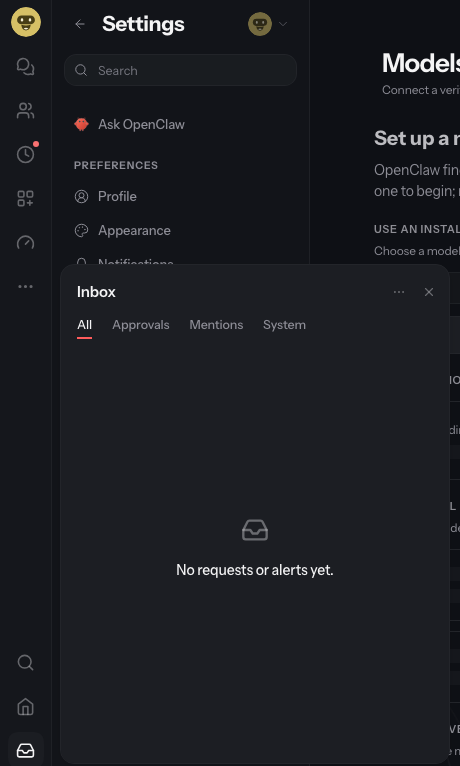 Settings
Search
Ask OpenClaw
PREFERENCES
Profile
Appearance
Models
Connect a veri
Set up a
OpenClaw fin
one to begin;
USE AN INSTAL
Choose a model
Inbox
All Approvals Mentions System
No requests or alerts yet.